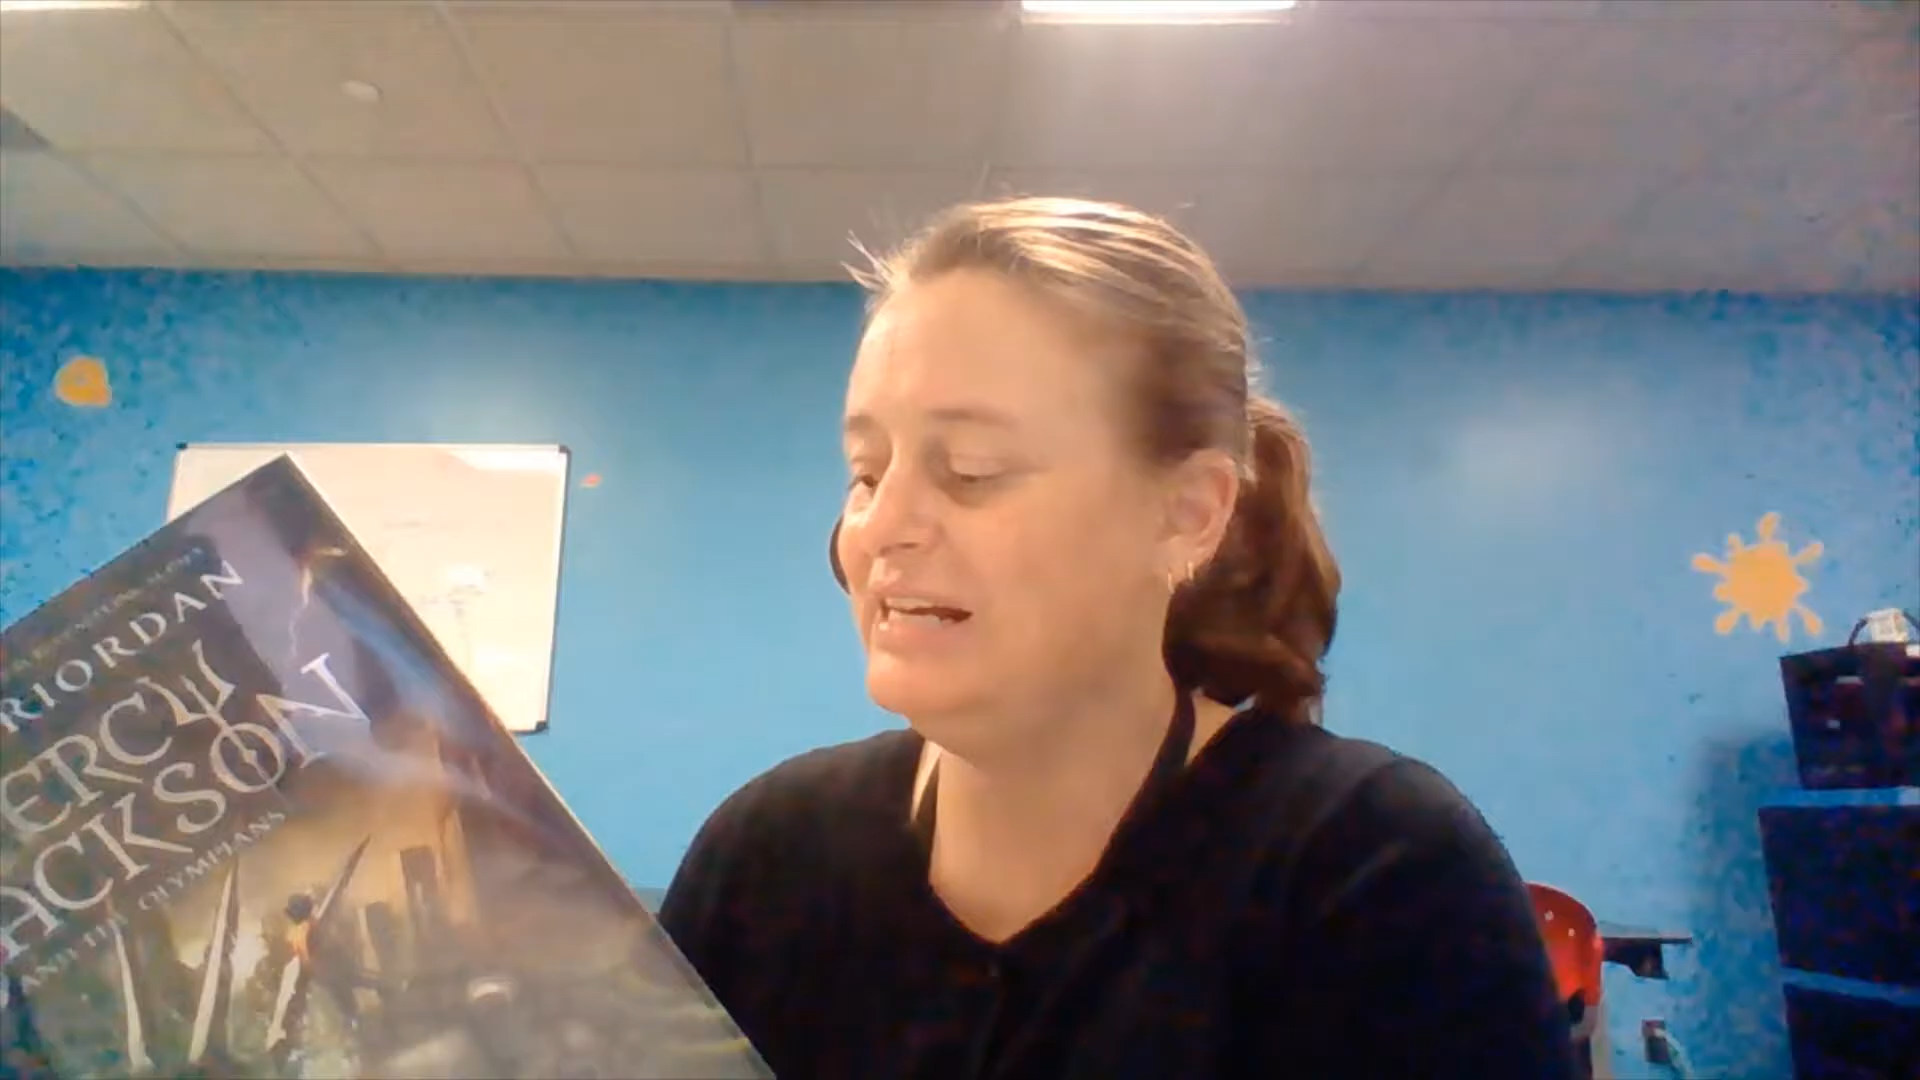 RIORDAN
ERCY
ACKSON
AND THE OLYMPIANS